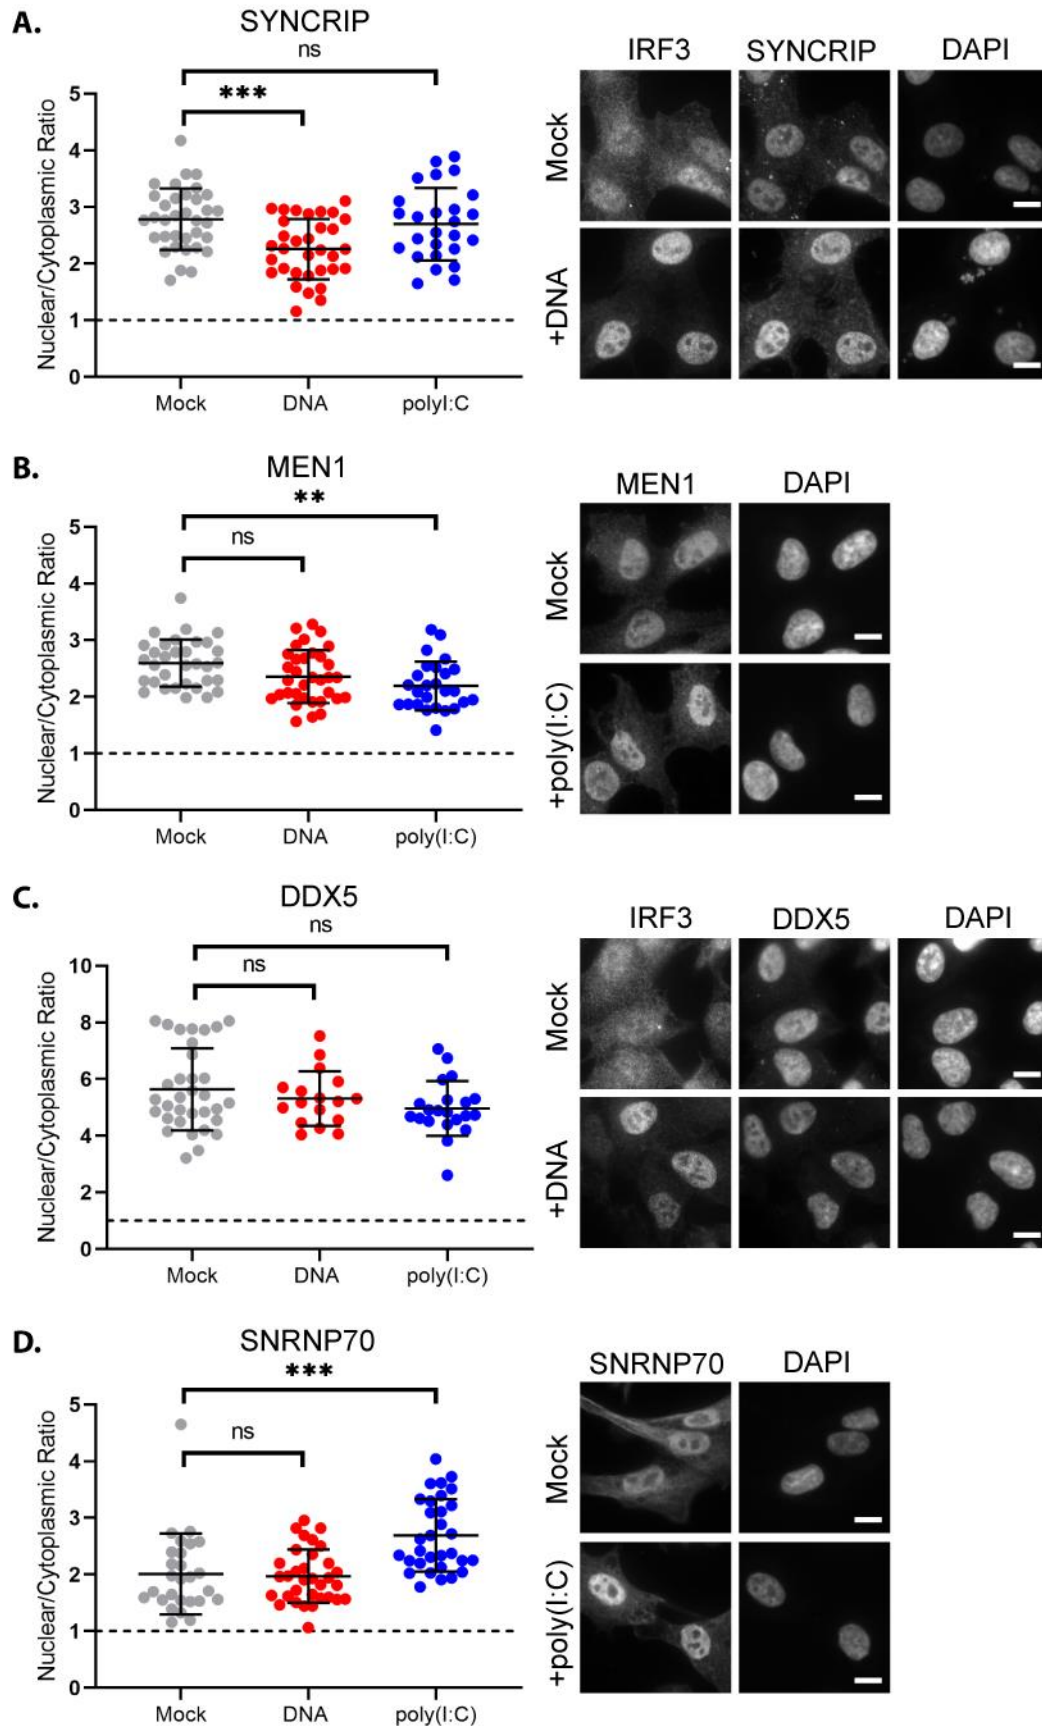 A.
SYNCRIP
ns
***
Nuclear/Cytoplasmic Ratio
5
4
3
2
1
0
Mock DNA polyI:C
IRF3 SYNCRIP DAPI
Mock
+DNA
B.
MEN1
**
ns
Nuclear/Cytoplasmic Ratio
5
4
3
2
1
0
Mock DNA poly(I:C)
MEN1 DAPI
Mock
+poly(I:C)
C.
DDX5
ns
ns
Nuclear/Cytoplasmic Ratio
10
8
6
4
2
0
Mock DNA poly(I:C)
IRF3 DDX5 DAPI
Mock
+DNA
D.
SNRNP70
***
ns
Nuclear/Cytoplasmic Ratio
5
4
3
2
1
0
Mock DNA poly(I:C)
SNRNP70 DAPI
Mock
+poly(I:C)